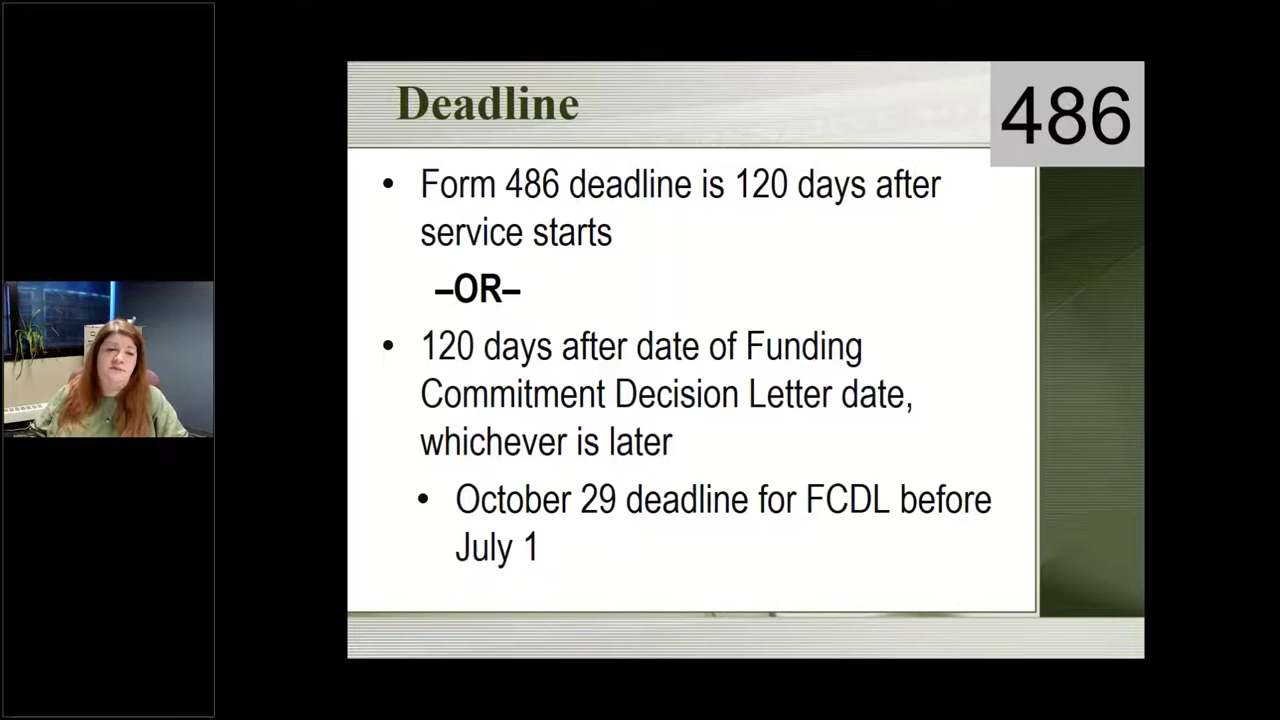 Deadline
486
• Form 486 deadline is 120 days after
service starts
–OR–
• 120 days after date of Funding
Commitment Decision Letter date,
whichever is later
• October 29 deadline for FCDL before
July 1